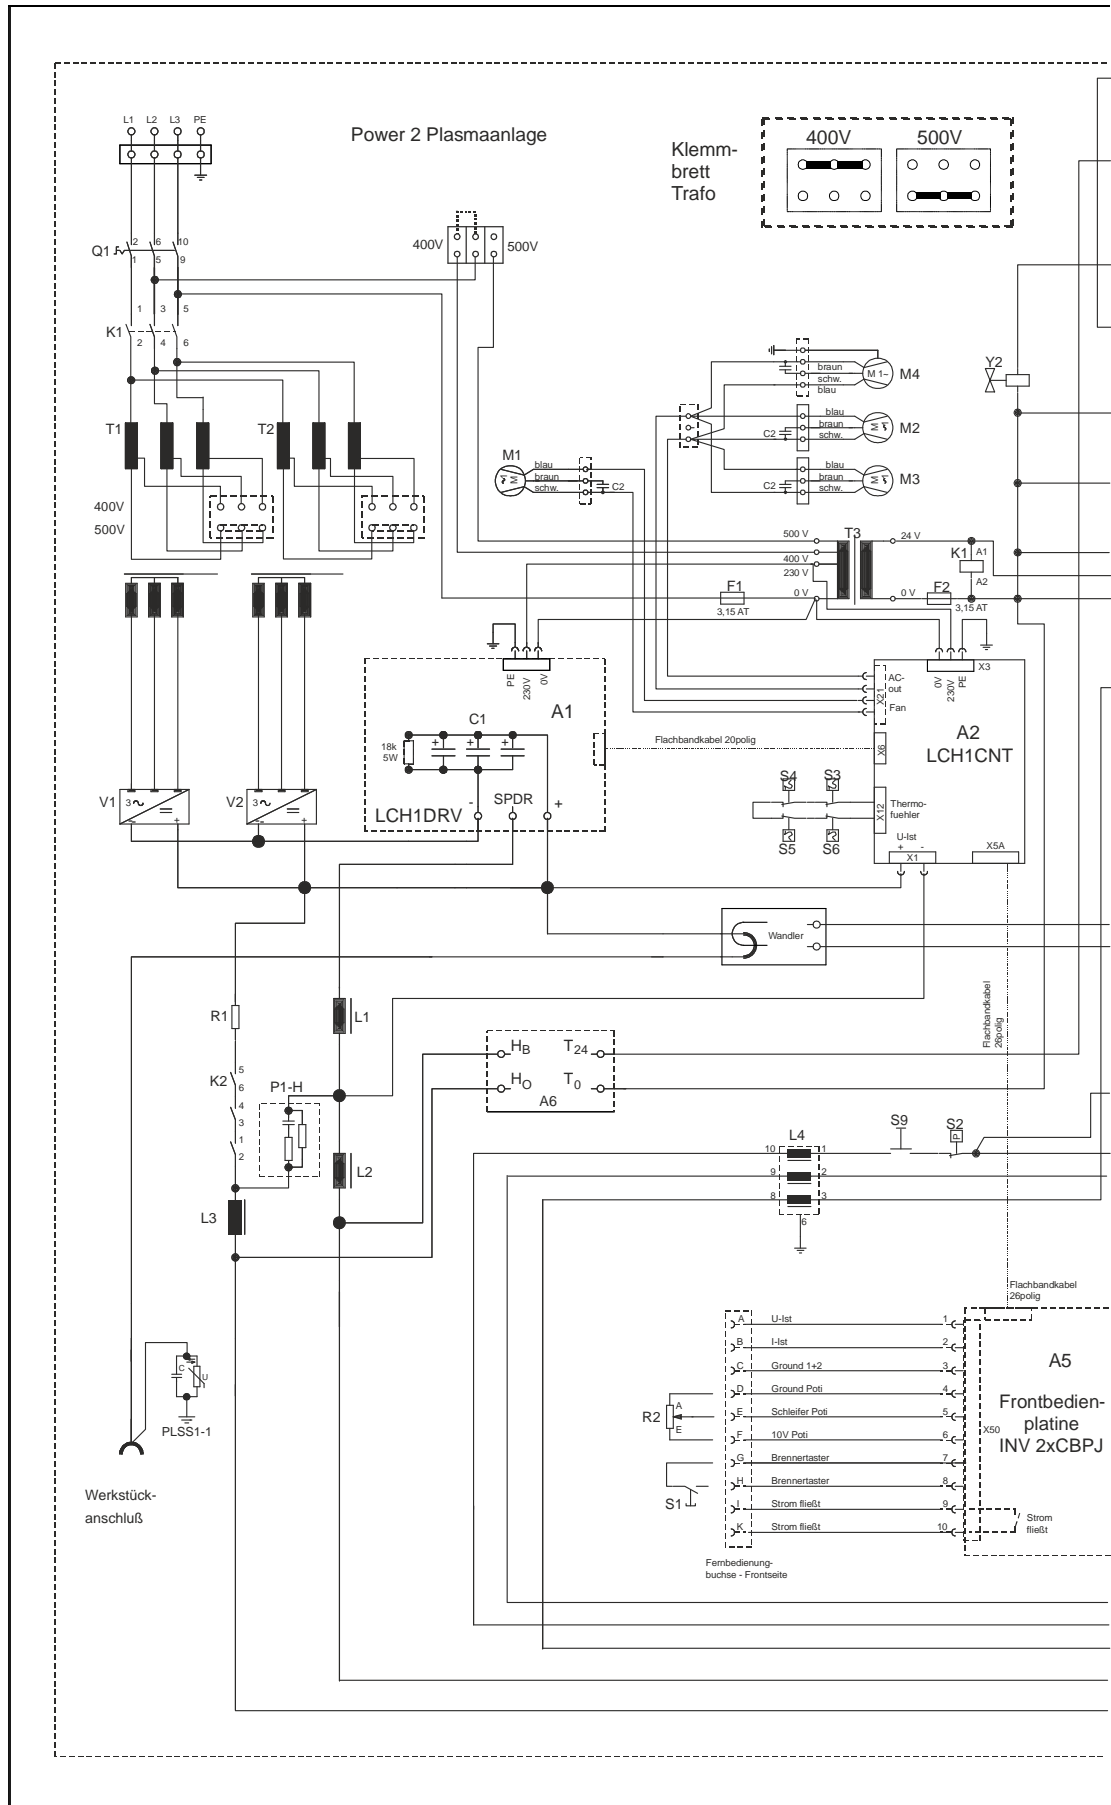 L1 L2 L3 PE
Power 2 Plasmaanlage
Klemm-
brett
Trafo
400V 500V
400V 500V
Q1
2 6 10
1 5 9
1 3 5
K1
2 4 6
Y2
M 1~ M4
braun
schw.
blau
T1 T2
blau
braun
schw.
C2
M M2
M1
M
blau
braun
schw.
C2
blau
braun
schw.
C2
M M3
400V
500V
500 V
400 V
230 V
0 V
T3
24 V
0 V
K1 A1
A2
F1
3,15 AT
F2
3,15 AT
PE
230V
0V
0V
230V
PE
X3
A1
C1
18k
5W
+ + +
- SPDR +
LCH1DRV
AC-
out
X21
Fan
A2
LCH1CNT
Flachbandkabel 20polig
X6
S4 S3
S5 S6
X12
Thermo-
fuehler
U-Ist
+ -
X1
X5A
V1 3 - +
V2 3 - +
Wandler
Flachbandkabel
26polig
R1
L1
HB T24
HO T0
A6
K2
5
6
4
3
1
2
P1-H
L2
L3
L4
10 1
9 2
8 3
6
S9
S2
P
Flachbandkabel
26polig
A U-Ist 1
B I-Ist 2
C Ground 1+2 3
D Ground Poti 4
E Schleifer Poti 5
F 10V Poti 6
G Brennertaster 7
H Brennertaster 8
I Strom fließt 9
K Strom fließt 10
R2
A
E
S1
X50
A5
Frontbedien-
platine
INV 2xCBPJ
Strom
fließt
Fernbedienung-
buchse - Frontseite
C U
PLSS1-1
Werkstück-
anschluß